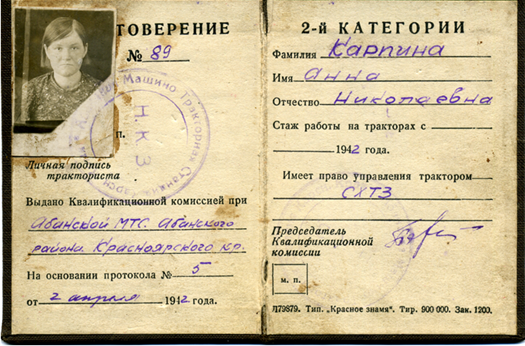 ТОВЕРЕНИЕ
№ 89
Машино Тракторная
Н.К.З
п.
Личная подпись
тракториста
Выдано Квалификационной комиссией при
Абанской МТС. Абанского
района Красноярского кр.
На основании протокола № 5
от 2 апреля 1942 года.
2-й КАТЕГОРИИ
Фамилия Карпина
Имя Анна
Отчество Николаевна
Стаж работы на тракторах с
1942 года.
Имеет право управления трактором
СХТЗ
Председатель
Квалификационной
комиссии
м. п.
Л79879. Тип. „Красное знамя". Тир. 900 000. Зак. 1200.